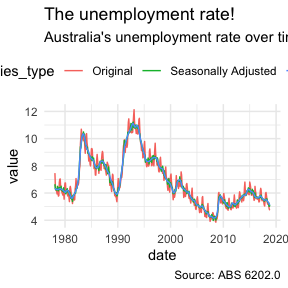 The unemployment rate!
Australia's unemployment rate over tir
ies_type Original Seasonally Adjusted
value
12
10
8
6
4
1980 1990 2000 2010 2020
date
Source: ABS 6202.0